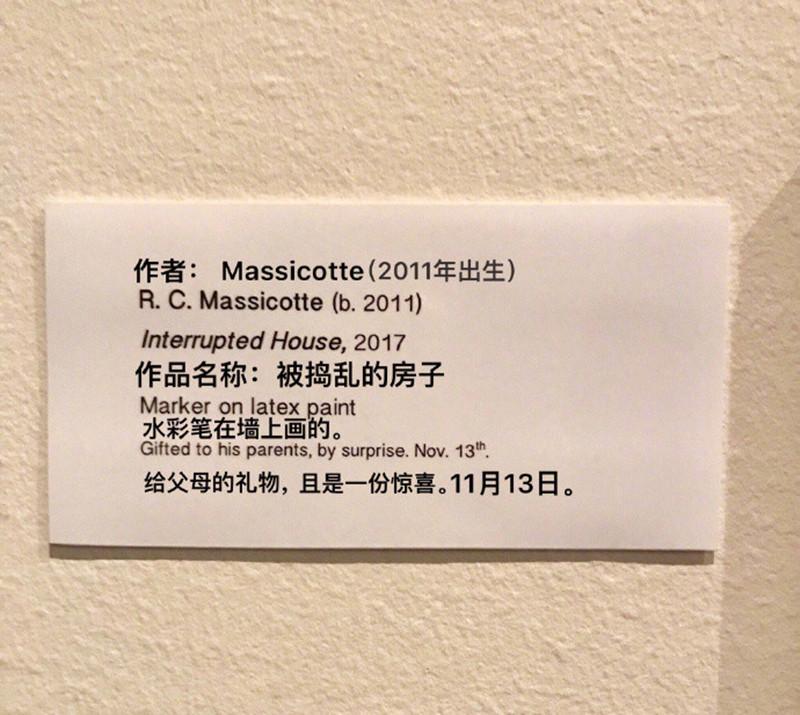 作者： Massicotte（2011年出生）
R. C. Massicotte (b. 2011)
Interrupted House, 2017
作品名称：被捣乱的房子
Marker on latex paint
水彩笔在墙上画的。
Gifted to his parents, by surprise. Nov. 13th.
给父母的礼物，且是一份惊喜。11月13日。